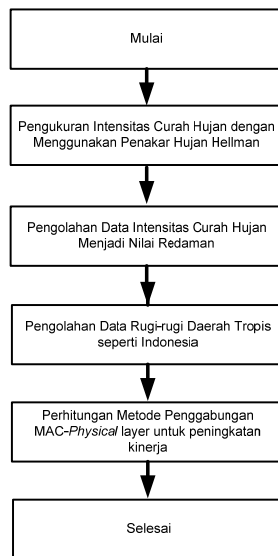 Mulai
Pengukuran Intensitas Curah Hujan dengan
Menggunakan Penakar Hujan Hellman
Pengolahan Data Intensitas Curah Hujan
Menjadi Nilai Redaman
Pengolahan Data Rugi-rugi Daerah Tropis
seperti Indonesia
Perhitungan Metode Penggabungan
MAC-Physical layer untuk peningkatan
kinerja
Selesai